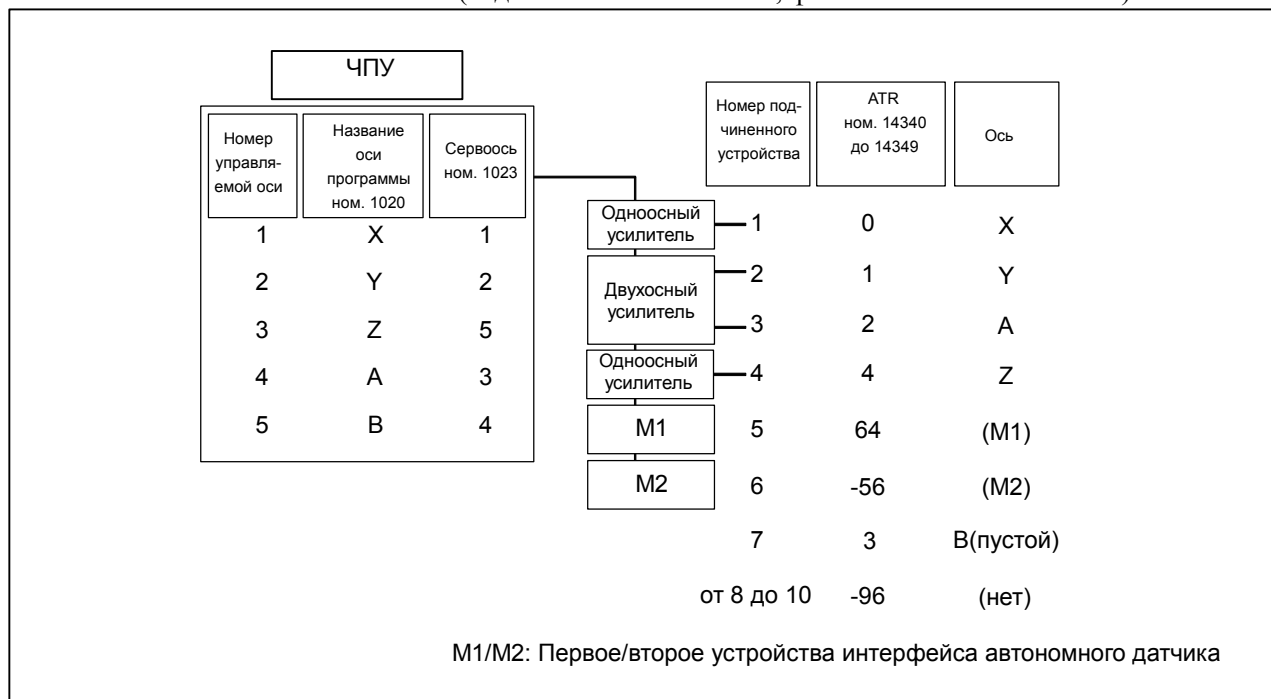 ЧПУ
Номер
управля-
емой оси
Название
оси
программы
ном. 1020
Сервоось
ном. 1023
1 X 1
2 Y 2
3 Z 5
4 A 3
5 B 4
Номер под-
чиненного
устройства
ATR
ном. 14340
до 14349
Ось
Одноосный
усилитель
1 0 X
Двухосный
усилитель
2 1 Y
3 2 A
Одноосный
усилитель
4 4 Z
M1 5 64 (M1)
M2 6 -56 (M2)
7 3 B(пустой)
от 8 до 10 -96 (нет)
M1/M2: Первое/второе устройства интерфейса автономного датчика